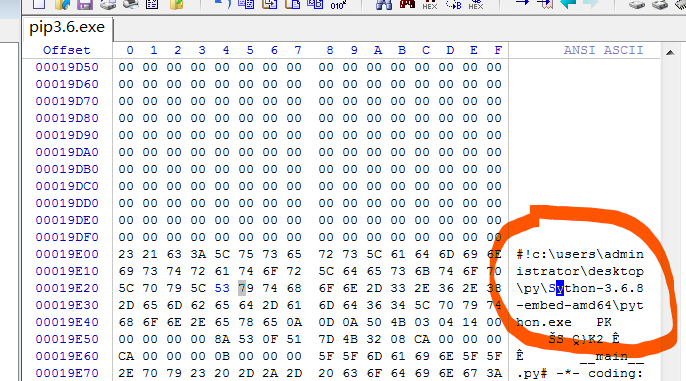 010 HEX HEX
pip3.6.exe
Offset 0 1 2 3 4 5 6 7 8 9 A B C D E F ANSI ASCII
00019D50 00 00 00 00 00 00 00 00 00 00 00 00 00 00 00 00
00019D60 00 00 00 00 00 00 00 00 00 00 00 00 00 00 00 00
00019D70 00 00 00 00 00 00 00 00 00 00 00 00 00 00 00 00
00019D80 00 00 00 00 00 00 00 00 00 00 00 00 00 00 00 00
00019D90 00 00 00 00 00 00 00 00 00 00 00 00 00 00 00 00
00019DA0 00 00 00 00 00 00 00 00 00 00 00 00 00 00 00 00
00019DB0 00 00 00 00 00 00 00 00 00 00 00 00 00 00 00 00
00019DC0 00 00 00 00 00 00 00 00 00 00 00 00 00 00 00 00
00019DD0 00 00 00 00 00 00 00 00 00 00 00 00 00 00 00 00
00019DE0 00 00 00 00 00 00 00 00 00 00 00 00 00 00 00 00
00019DF0 00 00 00 00 00 00 00 00 00 00 00 00 00 00 00 00
00019E00 23 21 63 3A 5C 75 73 65 72 73 5C 61 64 6D 69 6E #!c:\users\admin
00019E10 69 73 74 72 61 74 6F 72 5C 64 65 73 6B 74 6F 70 istrator\desktop
00019E20 5C 70 79 5C 53 79 74 68 6F 6E 2D 33 2E 36 2E 38 \py\Sython-3.6.8
00019E30 2D 65 6D 62 65 64 2D 61 6D 64 36 34 5C 70 79 74 -embed-amd64\pyt
00019E40 68 6F 6E 2E 65 78 65 0A 0D 0A 50 4B 03 04 14 00 hon.exe PK
00019E50 00 00 00 00 8A 53 0F 51 7D 4B 32 08 CA 00 00 00 ŠS Q}K2 Ê
00019E60 CA 00 00 00 0B 00 00 00 5F 5F 6D 61 69 6E 5F 5F Ê __main__
00019E70 2E 70 79 23 20 2D 2A 2D 20 63 6F 64 69 6E 67 3A .py# -*- coding: